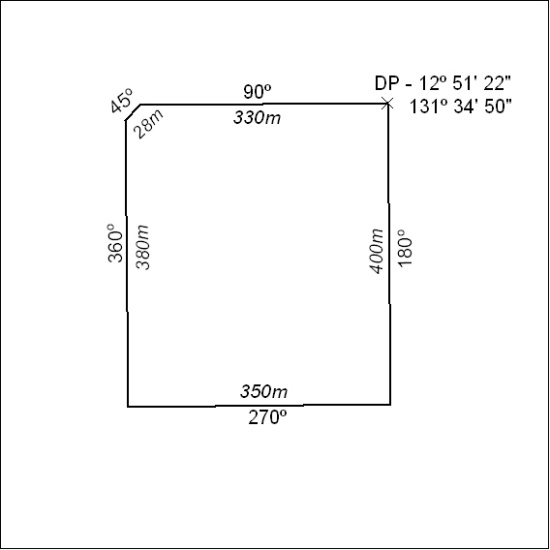 DP - 12º 51' 22"
131º 34' 50"
90º
330m
45º
28m
360º
380m
400m
180º
350m
270º